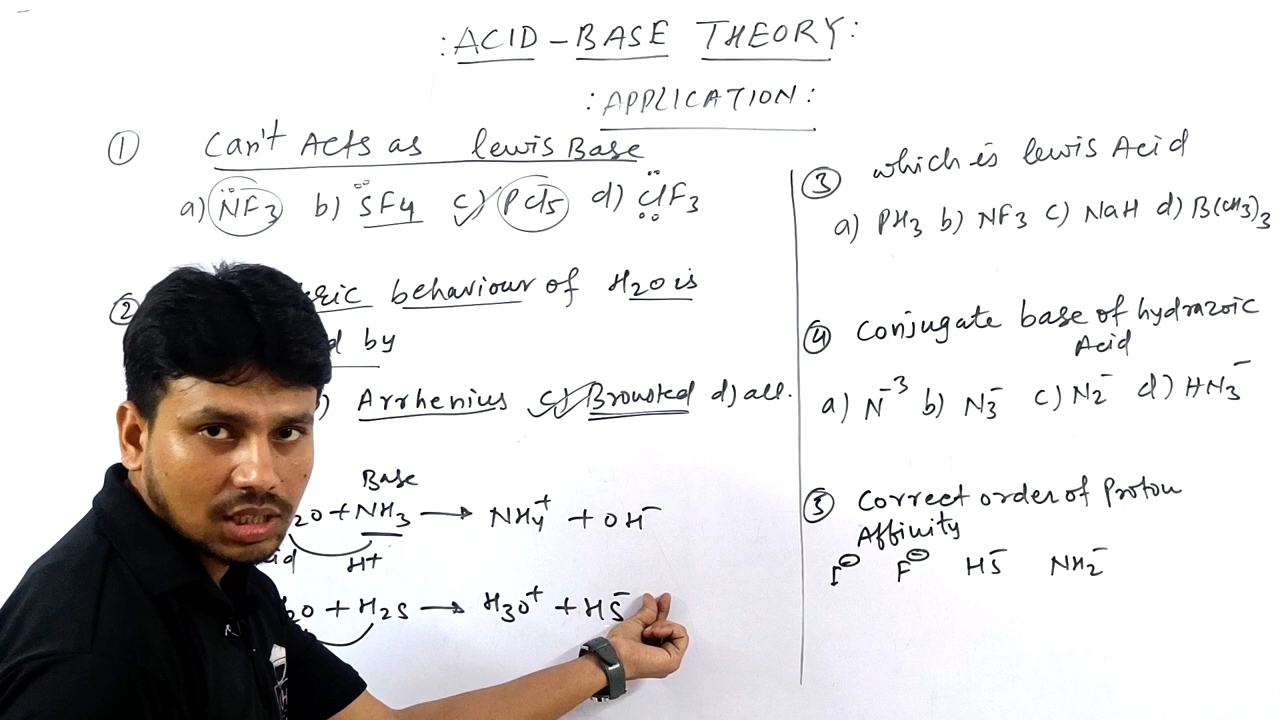 : ACID - BASE THEORY :
: APPLICATION :
① Can't Acts as lewis Base
a) NF3 b) SF4 c) PCl5 d) ClF3
② behaviour of H2O is
by
Arrhenius c) Bronsted d) all.
Base
+ NH3 → NH4+ + OH-
H+
+ H2S → H3O+ + HS-
③ which is lewis Acid
a) PH3 b) NF3 c) NaH d) B(CH3)3
④ Conjugate base of hydrazoic
Acid
a) N-3 b) N3- c) N2- d) HN3-
⑤ Correct order of Proton
Affinity
I⊖ F⊖ HS- NH2-